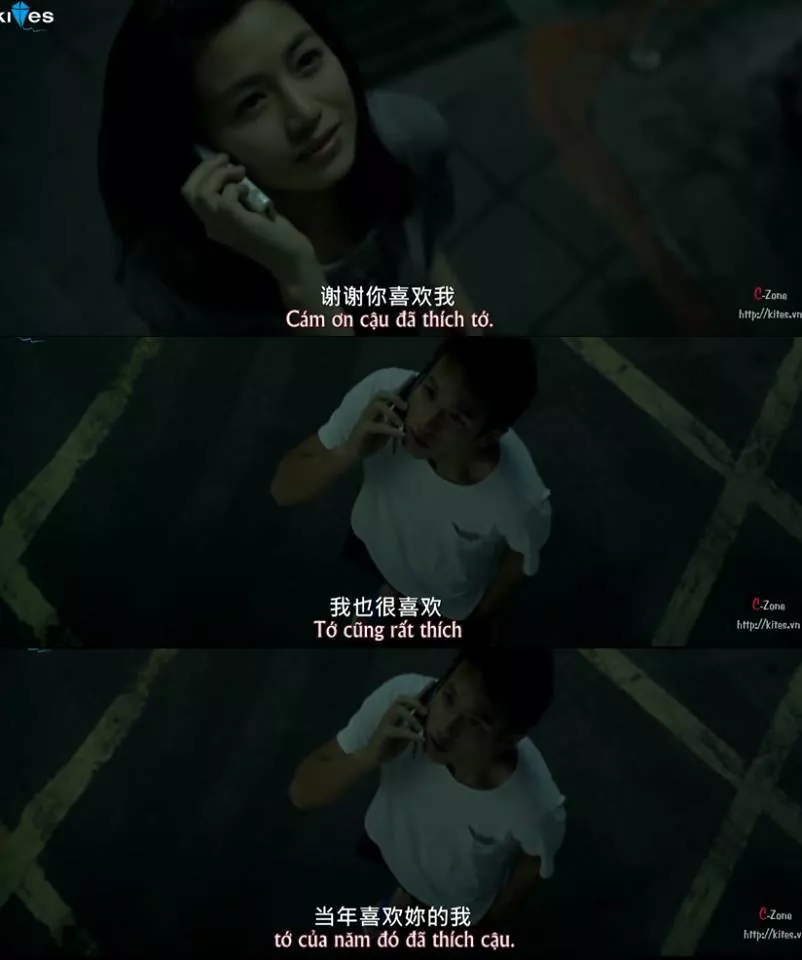 kites
谢谢你喜欢我
Cám ơn cậu đã thích tớ.
C-Zone
http://kites.vn
我也很喜欢
Tớ cũng rất thích
C-Zone
http://kites.vn
当年喜欢妳的我
tớ của năm đó đã thích cậu.
C-Zone
http://kites.v